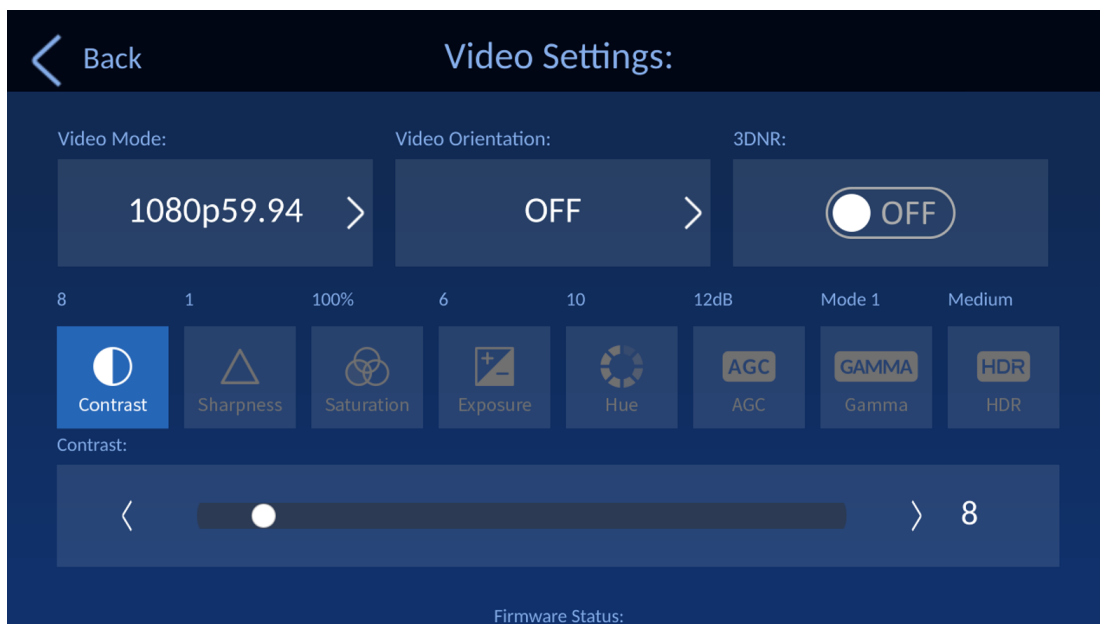 Back
Video Settings:
Video Mode:
Video Orientation:
3DNR:
1080p59.94
OFF
OFF
8
1
100%
6
10
12dB
Mode 1
Medium
AGC
GAMMA
HDR
Contrast
Sharpness
Saturation
Exposure
Hue
AGC
Gamma
HDR
Contrast:
8
Firmware Status: